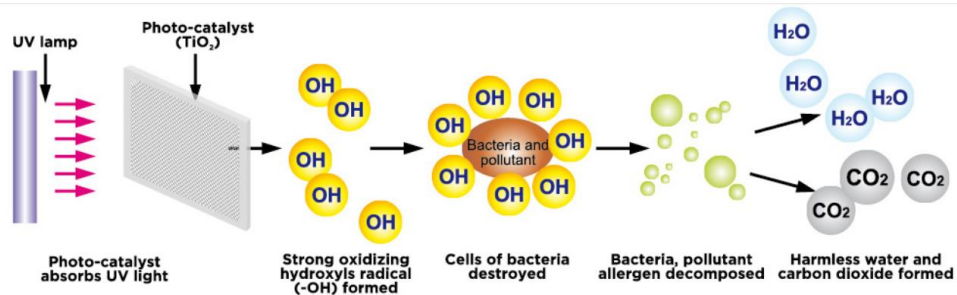 UV lamp
Photo-catalyst
(TiO₂)
OH
OH
OH
OH
OH
OH
OH
OH
OH
OH
OH
OH
Bacteria and
pollutant
H₂O
H₂O
H₂O
H₂O
CO₂
CO₂
CO₂
Photo-catalyst
absorbs UV light
Strong oxidizing
hydroxyls radical
(-OH) formed
Cells of bacteria
destroyed
Bacteria, pollutant
allergen decomposed
Harmless water and
carbon dioxide formed